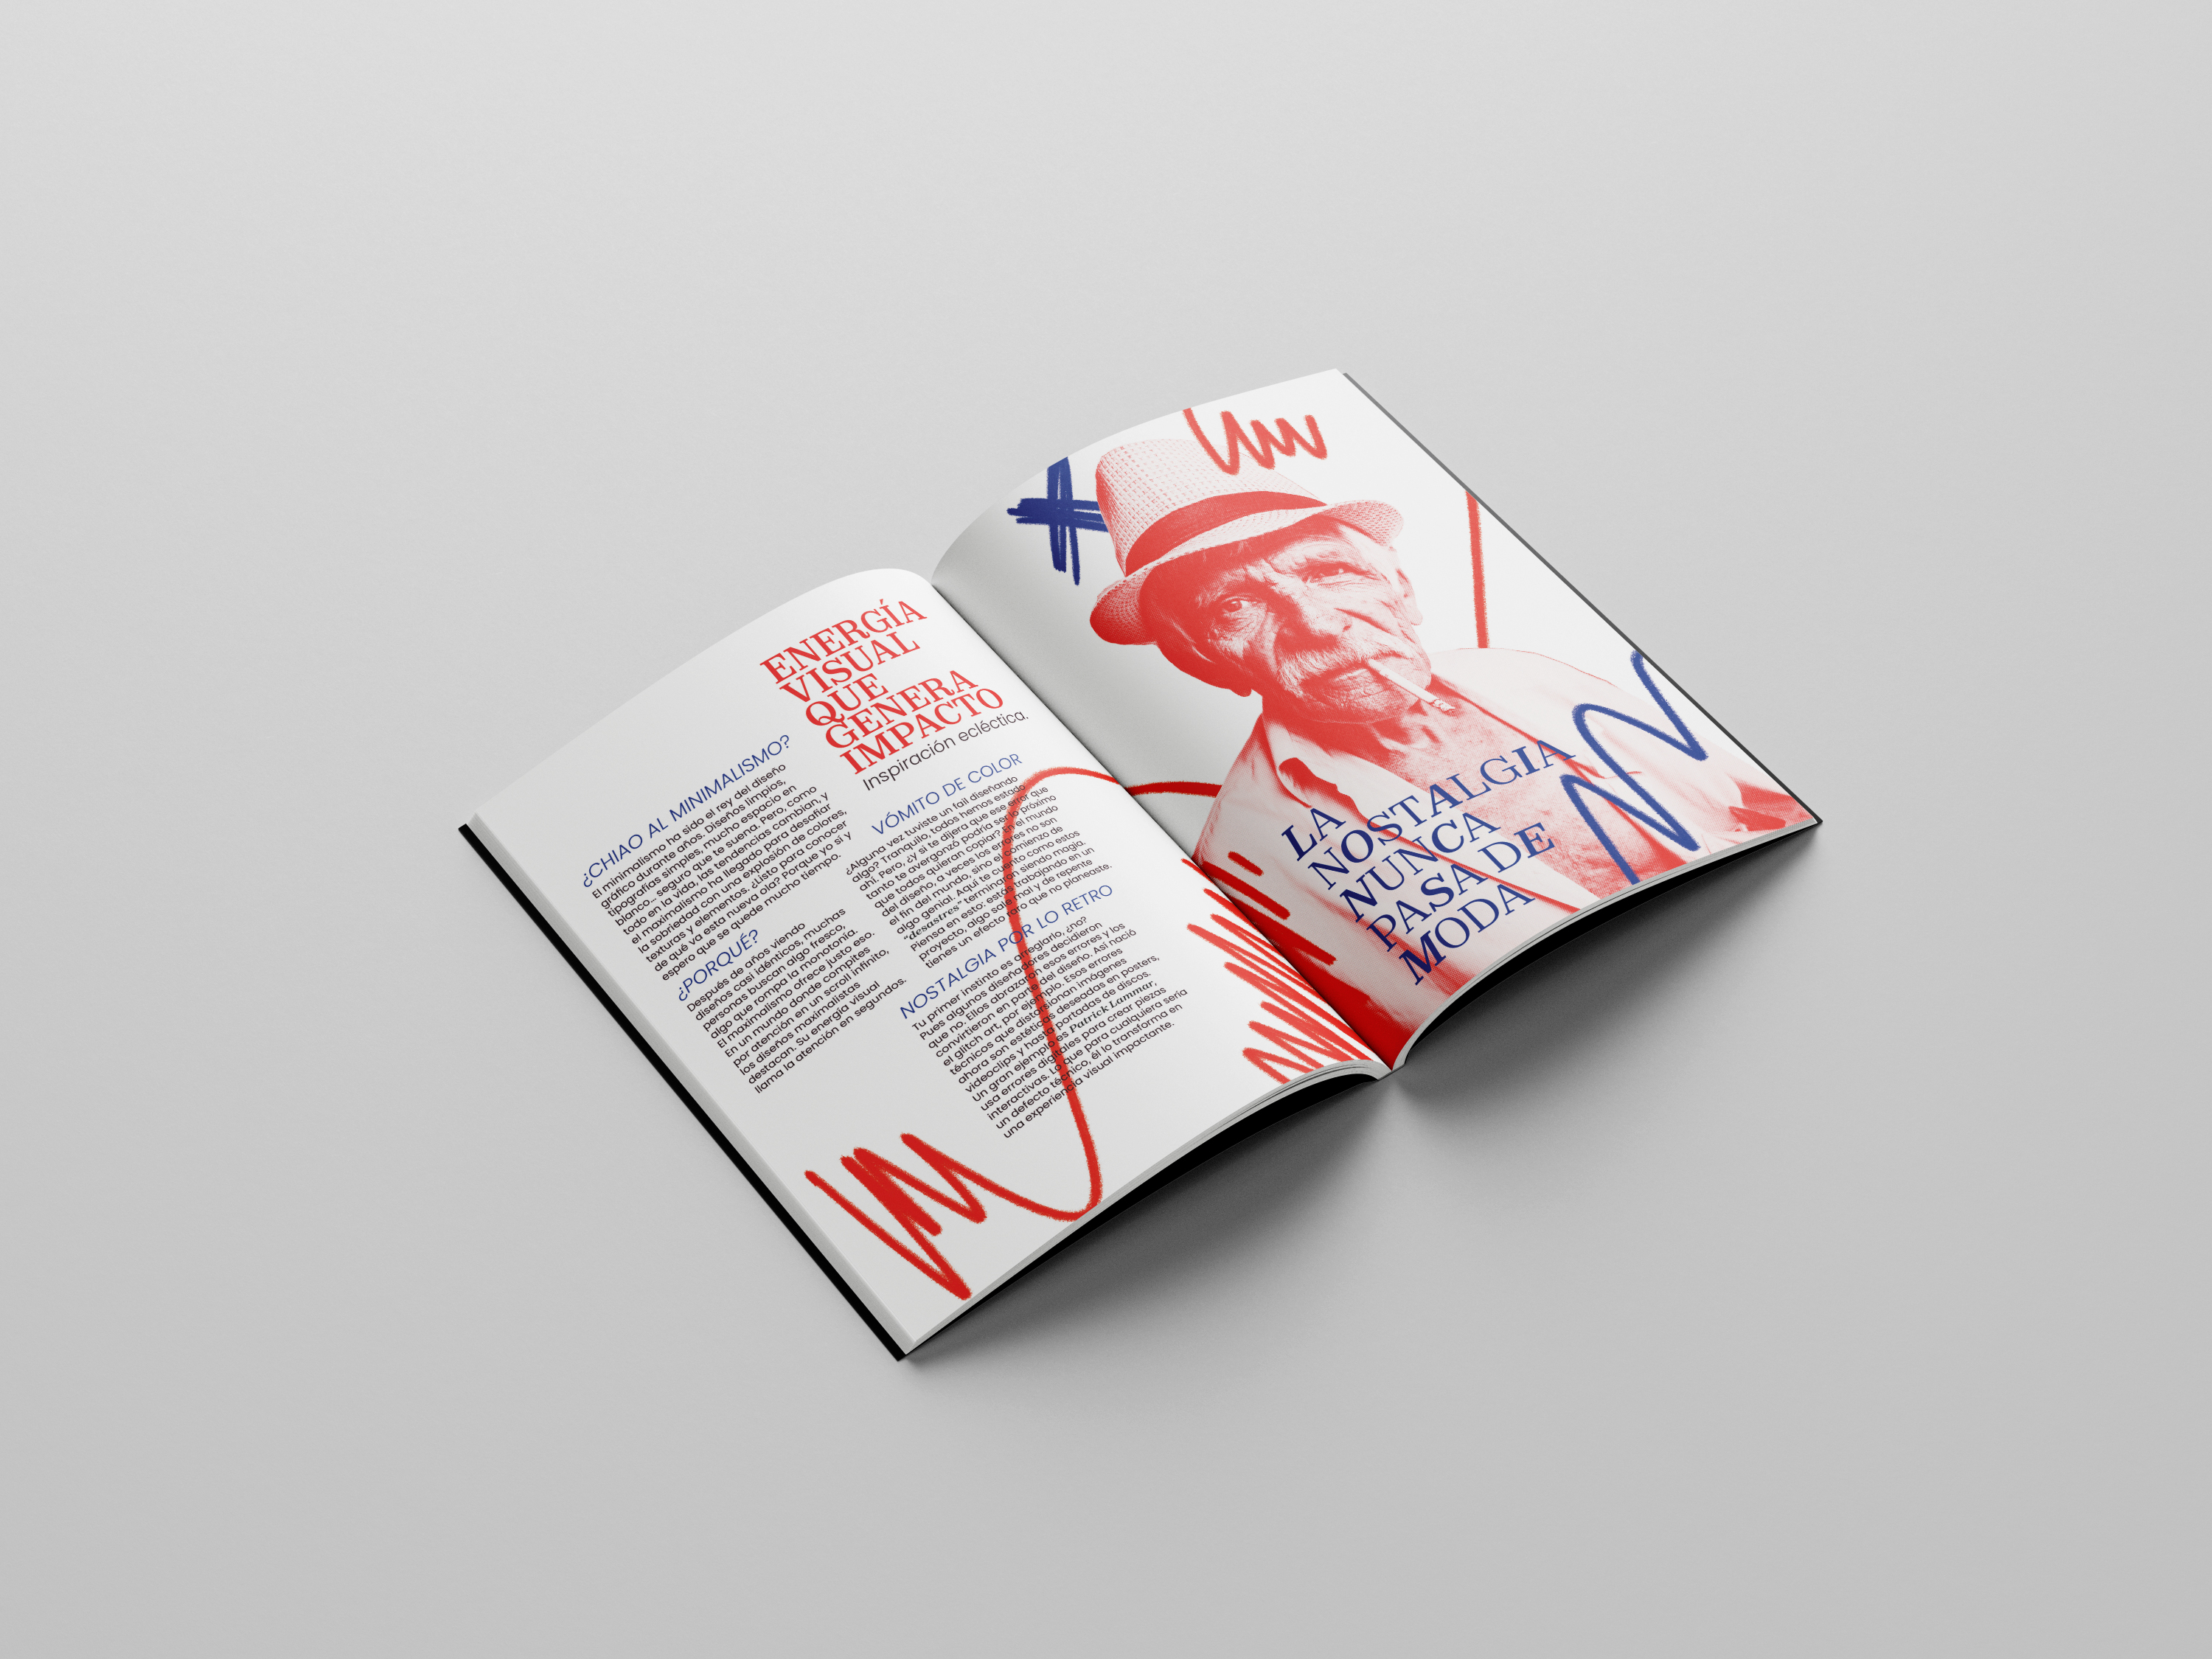 ENERGÍA
VISUAL
QUE
GENERA
IMPACTO
Inspiración ecléctica.
¿CHIAO AL MINIMALISMO?
El minimalismo ha sido el rey del diseño
gráfico durante años. Diseños limpios,
tipografías simples, mucho espacio en
blanco... seguro que te suena. Pero, como
todo en la vida, las tendencias cambian, y
el maximalismo ha llegado para desafiar
la sobriedad con una explosión de colores,
texturas y elementos. ¿Listo para conocer
de qué va esta nueva ola? Porque yo si y
espero que se quede mucho tiempo.
¿PORQUÉ?
Después de años viendo
diseños casi idénticos, muchas
personas buscan algo fresco,
algo que rompa la monotonía.
El maximalismo ofrece justo eso.
En un mundo donde compites
por atención en un scroll infinito,
los diseños maximalistas
destacan. Su energía visual
llama la atención en segundos.
VÓMITO DE COLOR
¿Alguna vez tuviste un fail diseñando
algo? Tranquilo, todos hemos estado
ahí. Pero, ¿y si te dijera que ese error que
tanto te avergonzó podría ser lo próximo
que todos quieran copiar? En el mundo
del diseño, a veces los errores no son
el fin del mundo, sino el comienzo de
algo genial. Aquí te cuento como estos
"desastres" terminaron siendo magia.
Piensa en esto: estás trabajando en un
proyecto, algo sale mal y de repente
tienes un efecto raro que no planeaste.
NOSTALGIA POR LO RETRO
Tu primer instinto es arreglarlo, ¿no?
Pues algunos diseñadores decidieron
que no. Ellos abrazaron esos errores y los
convirtieron en parte del diseño. Así nació
el glitch art, por ejemplo. Esos errores
técnicos que distorsionan imágenes
ahora son estéticas deseadas en posters,
videoclips y hasta portadas de discos.
Un gran ejemplo es Patrick Lammar,
usa errores digitales para crear piezas
interactivas. Lo que para cualquiera sería
un defecto técnico, él lo transforma en
una experiencia visual impactante.
LA
NOSTALGIA
NUNCA
PASA DE
MODA